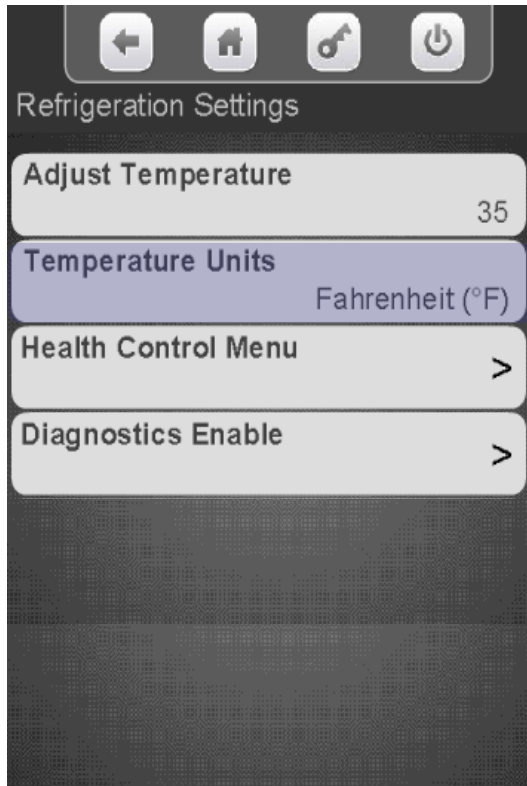 Refrigeration Settings
Adjust Temperature
35
Temperature Units
Fahrenheit (°F)
Health Control Menu
>
Diagnostics Enable
>